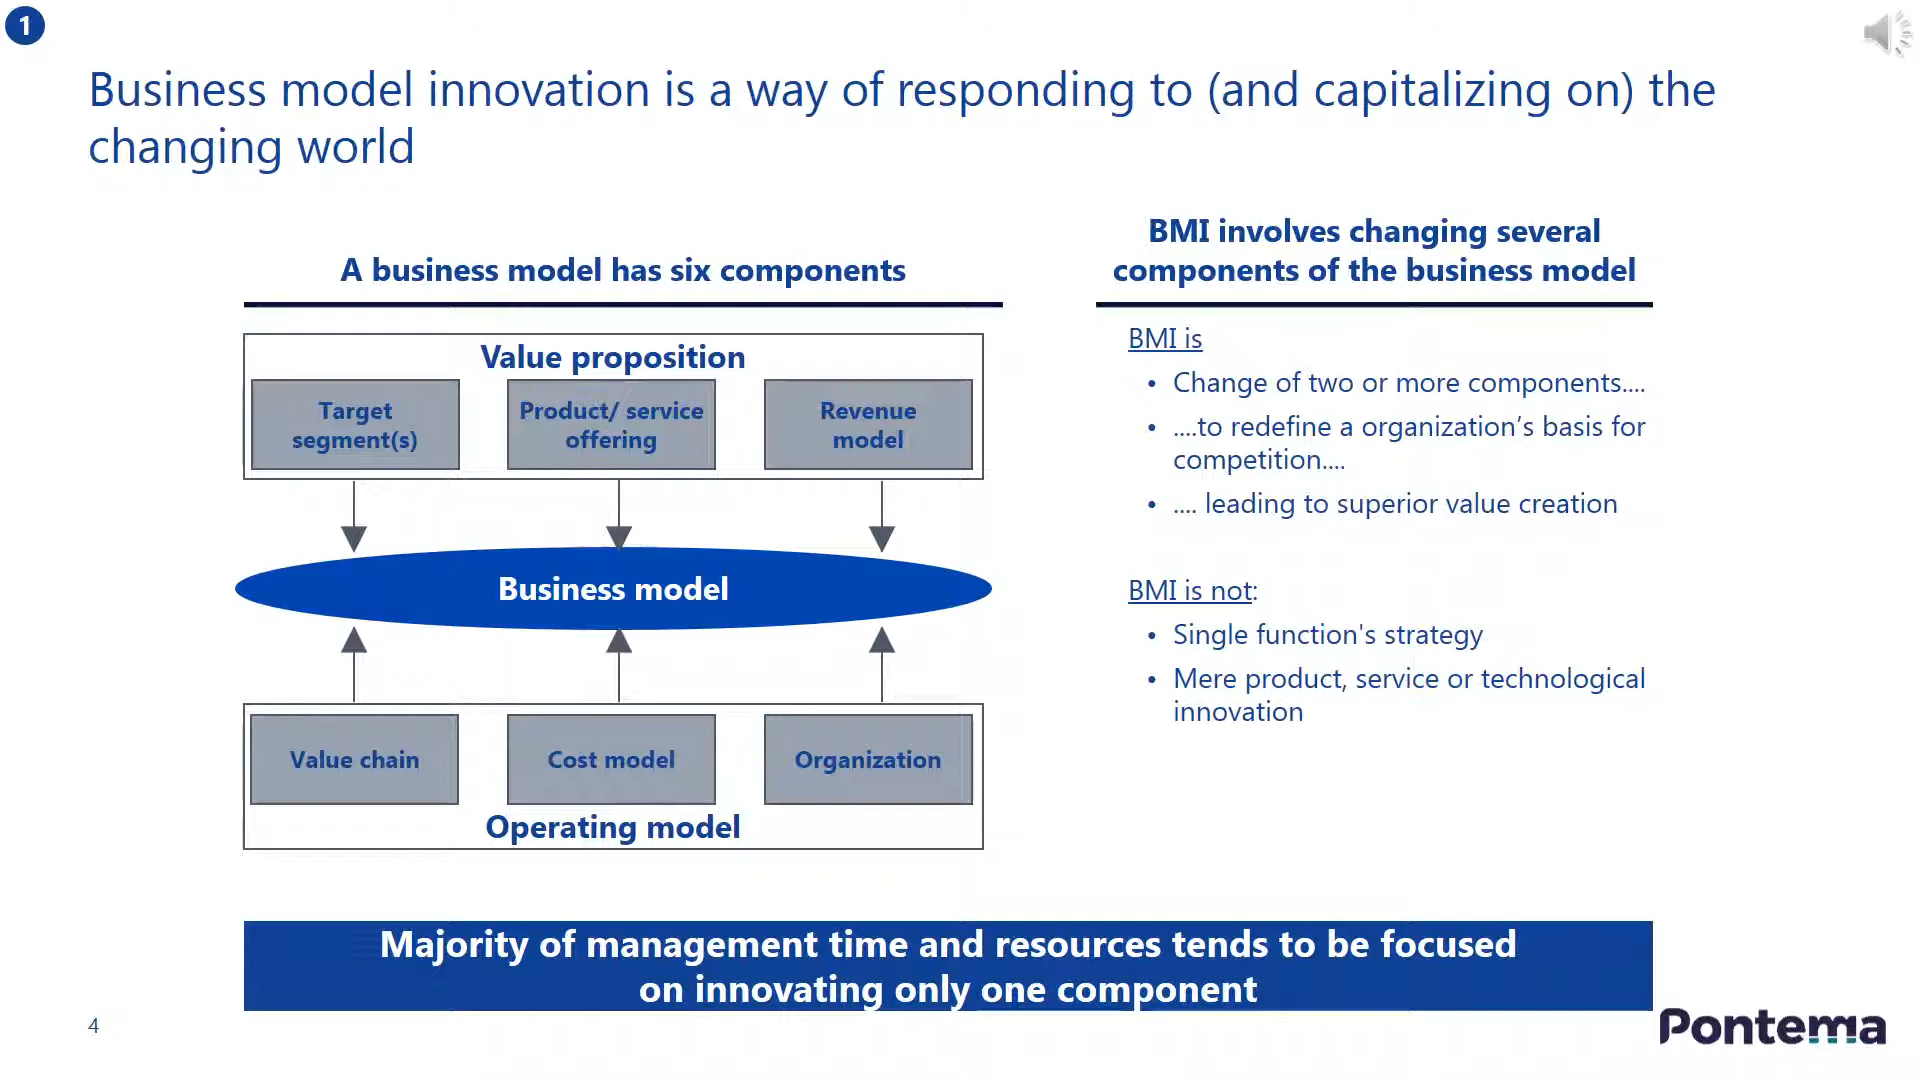 1
Business model innovation is a way of responding to (and capitalizing on) the
changing world
A business model has six components
Value proposition
Target
segment(s)
Product/ service
offering
Revenue
model
Business model
Value chain
Cost model
Organization
Operating model
BMI involves changing several
components of the business model
BMI is
• Change of two or more components....
• ....to redefine a organization’s basis for
competition....
• .... leading to superior value creation
BMI is not:
• Single function's strategy
• Mere product, service or technological
innovation
Majority of management time and resources tends to be focused
on innovating only one component
4
Pontema